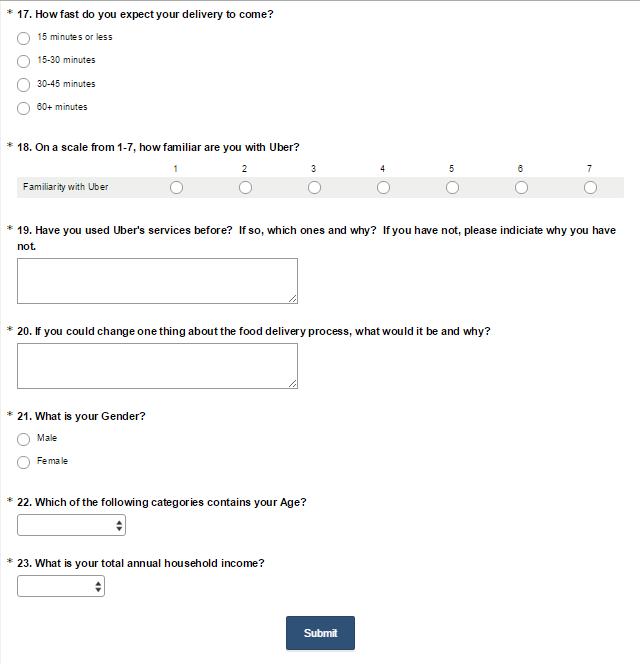 * 17. How fast do you expect your delivery to come?
15 minutes or less
15-30 minutes
30-45 minutes
60+ minutes
* 18. On a scale from 1-7, how familiar are you with Uber?
1 2 3 4 5 6 7
Familiarity with Uber
* 19. Have you used Uber's services before? If so, which ones and why? If you have not, please indiciate why you have
not.
* 20. If you could change one thing about the food delivery process, what would it be and why?
* 21. What is your Gender?
Male
Female
* 22. Which of the following categories contains your Age?
* 23. What is your total annual household income?
Submit